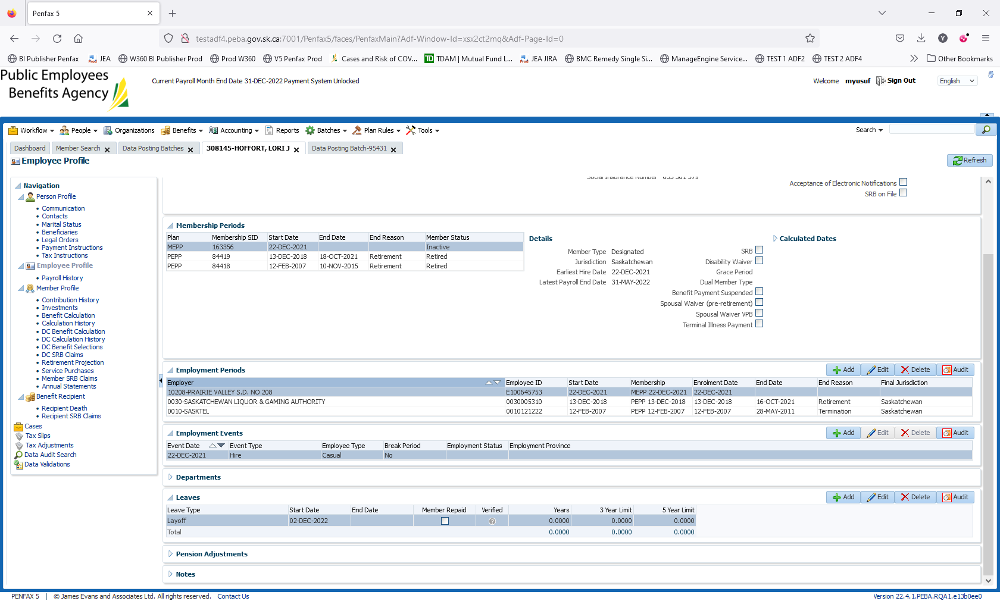 Penfax 5
testadf4.peba.gov.sk.ca:7001/Penfax5/faces/PenfaxMain?Adf-Window-Id=xsx2ct2mq&Adf-Page-Id=0
BI Publisher Penfax JEA W360 BI Publisher Prod Prod W360 V5 Penfax Prod Cases and Risk of COV... TDAM | Mutual Fund L... JEA JIRA BMC Remedy Single Si... ManageEngine Service... TEST 1 ADF2 TEST 2 ADF4 Other Bookmarks
Public Employees
Benefits Agency
Current Payroll Month End Date 31-DEC-2022 Payment System Unlocked
Welcome myusuf Sign Out English
Workflow People Organizations Benefits Accounting Reports Batches Plan Rules Tools Search
Dashboard Member Search Data Posting Batches 308145-HOFFORT, LORI J Data Posting Batch-95431
Employee Profile
Refresh
Navigation
Person Profile
Communication
Contacts
Marital Status
Beneficiaries
Legal Orders
Payment Instructions
Tax Instructions
Employee Profile
Payroll History
Member Profile
Contribution History
Investments
Benefit Calculation
Calculation History
DC Benefit Calculation
DC Calculation History
DC Benefit Selections
DC SRB Claims
Retirement Projection
Service Purchases
Member SRB Claims
Annual Statements
Benefit Recipient
Recipient Death
Recipient SRB Claims
Cases
Tax Slips
Tax Adjustments
Data Audit Search
Data Validations
Social Insurance Number
Acceptance of Electronic Notifications
SRB on File
Membership Periods
Plan Membership SID Start Date End Date End Reason Member Status
MEPP 163356 22-DEC-2021 Inactive
PEPP 84419 13-DEC-2018 18-OCT-2021 Retirement Retired
PEPP 84418 12-FEB-2007 10-NOV-2015 Retirement Retired
Details
Member Type Designated
Jurisdiction Saskatchewan
Earliest Hire Date 22-DEC-2021
Latest Payroll End Date 31-MAY-2022
SRB
Disability Waiver
Grace Period
Dual Member Type
Benefit Payment Suspended
Spousal Waiver (pre-retirement)
Spousal Waiver VPB
Terminal Illness Payment
Calculated Dates
Employment Periods
Add Edit Delete Audit
Employer Employee ID Start Date Membership Enrolment Date End Date End Reason Final Jurisdiction
10208-PRAIRIE VALLEY S.D. NO 208 E100645753 22-DEC-2021 MEPP 22-DEC-2021 22-DEC-2021
0030-SASKATCHEWAN LIQUOR & GAMING AUTHORITY 0030005310 13-DEC-2018 PEPP 13-DEC-2018 13-DEC-2018 16-OCT-2021 Retirement Saskatchewan
0010-SASKTEL 0010121222 12-FEB-2007 PEPP 12-FEB-2007 12-FEB-2007 28-MAY-2011 Termination Saskatchewan
Employment Events
Add Edit Delete Audit
Event Date Event Type Employee Type Break Period Employment Status Employment Province
22-DEC-2021 Hire Casual No
Departments
Leaves
Add Edit Delete Audit
Leave Type Start Date End Date Member Repaid Verified Years 3 Year Limit 5 Year Limit
Layoff 02-DEC-2022 0.0000 0.0000 0.0000
Total 0.0000 0.0000 0.0000
Pension Adjustments
Notes
PENFAX 5 | © James Evans and Associates Ltd. All rights reserved. Contact Us
Version 22.4.1.PEBA.RQA1.e13b0ee0